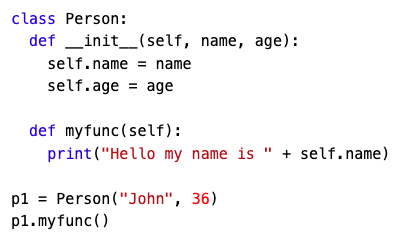 class Person:
  def __init__(self, name, age):
    self.name = name
    self.age = age

  def myfunc(self):
    print("Hello my name is " + self.name)

p1 = Person("John", 36)
p1.myfunc()